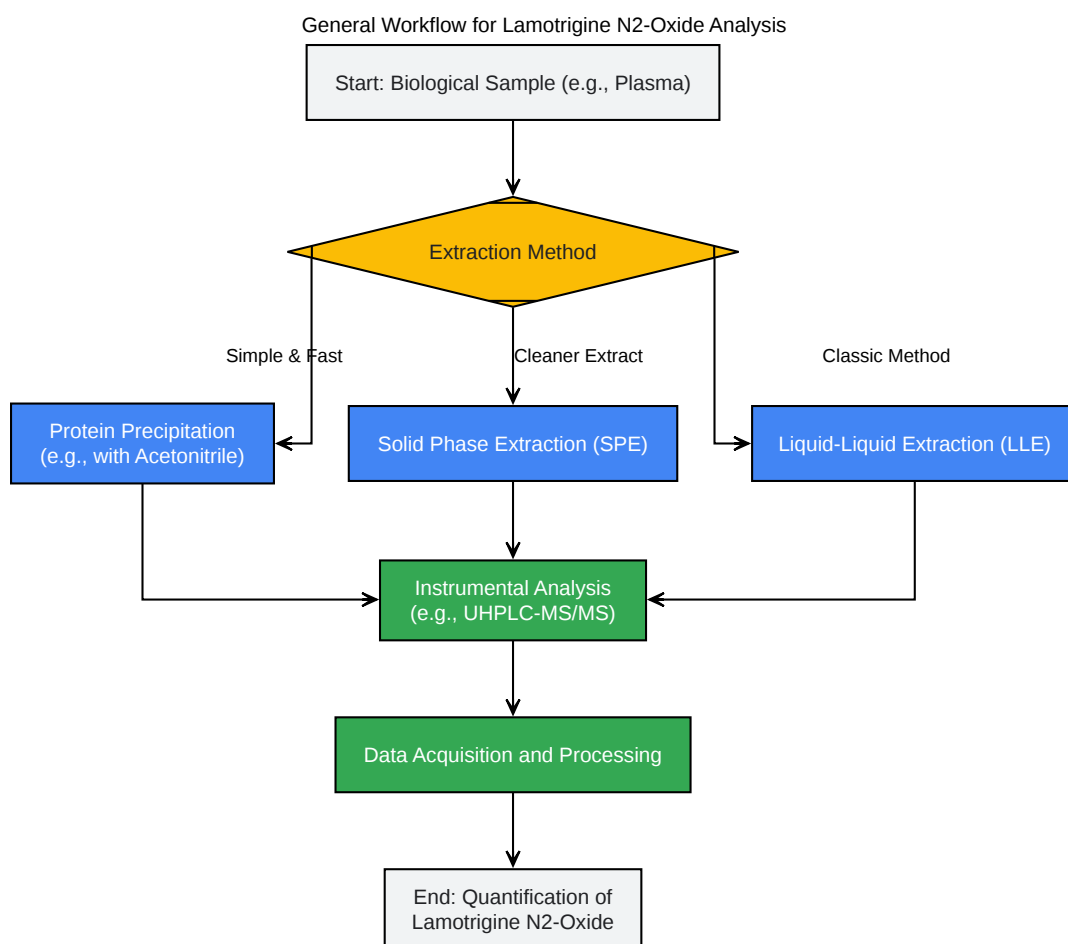 General Workflow for Lamotrigine N2-Oxide Analysis
Start: Biological Sample (e.g., Plasma)
Extraction Method
Simple & Fast
Cleaner Extract
Classic Method
Protein Precipitation
(e.g., with Acetonitrile)
Solid Phase Extraction (SPE)
Liquid-Liquid Extraction (LLE)
Instrumental Analysis
(e.g., UHPLC-MS/MS)
Data Acquisition and Processing
End: Quantification of
Lamotrigine N2-Oxide